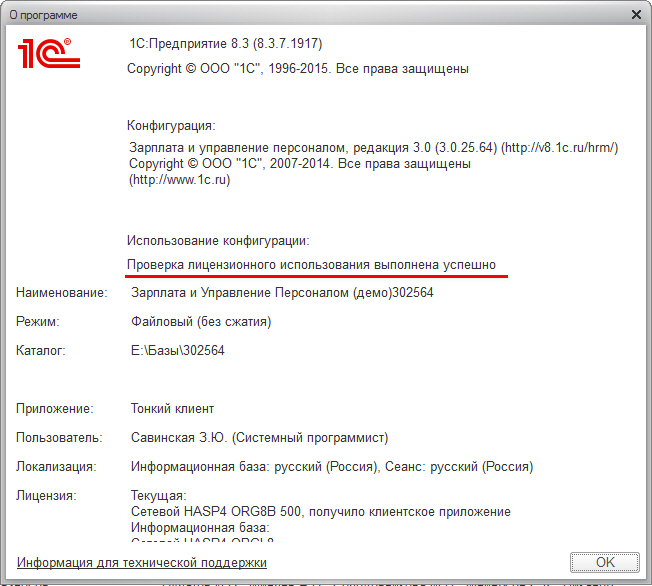 О программе
1С®
1С:Предприятие 8.3 (8.3.7.1917)
Copyright © ООО "1С", 1996-2015. Все права защищены
Конфигурация:
Зарплата и управление персоналом, редакция 3.0 (3.0.25.64) (http://v8.1c.ru/hrm/)
Copyright © ООО "1С", 2007-2014. Все права защищены
(http://www.1c.ru)
Использование конфигурации:
Проверка лицензионного использования выполнена успешно
Наименование: Зарплата и Управление Персоналом (демо)302564
Режим: Файловый (без сжатия)
Каталог: E:\Базы\302564
Приложение: Тонкий клиент
Пользователь: Савинская З.Ю. (Системный программист)
Локализация: Информационная база: русский (Россия), Сеанс: русский (Россия)
Лицензия: Текущая:
Сетевой HASP4 ORG8B 500, получило клиентское приложение
Информационная база:
Сетевой HASP4 ORGL8
Информация для технической поддержки
OK